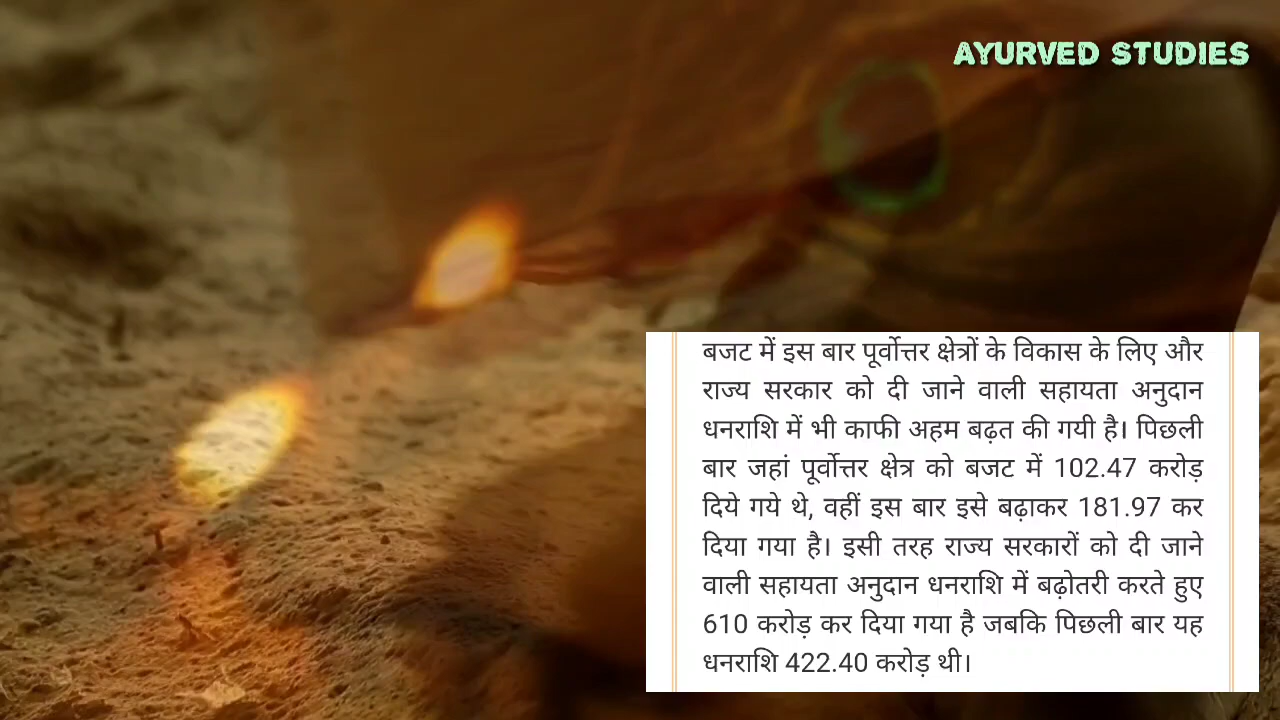 AYURVED STUDIES
बजट में इस बार पूर्वोत्तर क्षेत्रों के विकास के लिए और
राज्य सरकार को दी जाने वाली सहायता अनुदान
धनराशि में भी काफी अहम बढ़त की गयी है। पिछली
बार जहां पूर्वोत्तर क्षेत्र को बजट में 102.47 करोड़
दिये गये थे, वहीं इस बार इसे बढ़ाकर 181.97 कर
दिया गया है। इसी तरह राज्य सरकारों को दी जाने
वाली सहायता अनुदान धनराशि में बढ़ोतरी करते हुए
610 करोड़ कर दिया गया है जबकि पिछली बार यह
धनराशि 422.40 करोड़ थी।